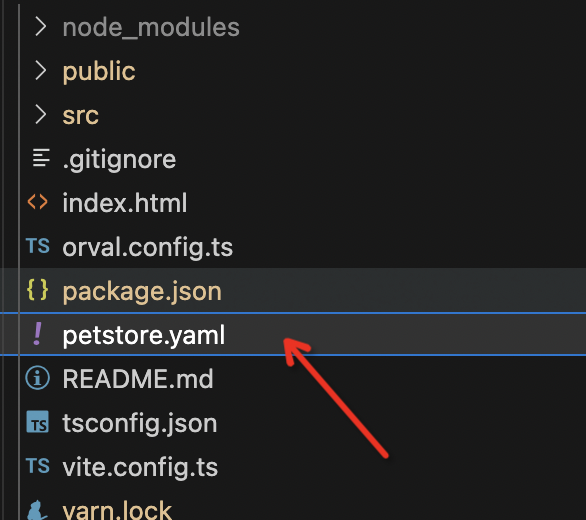 node_modules
public
src
.gitignore
index.html
TS orval.config.ts
{} package.json
! petstore.yaml
README.md
TS tsconfig.json
TS vite.config.ts
yarn.lock